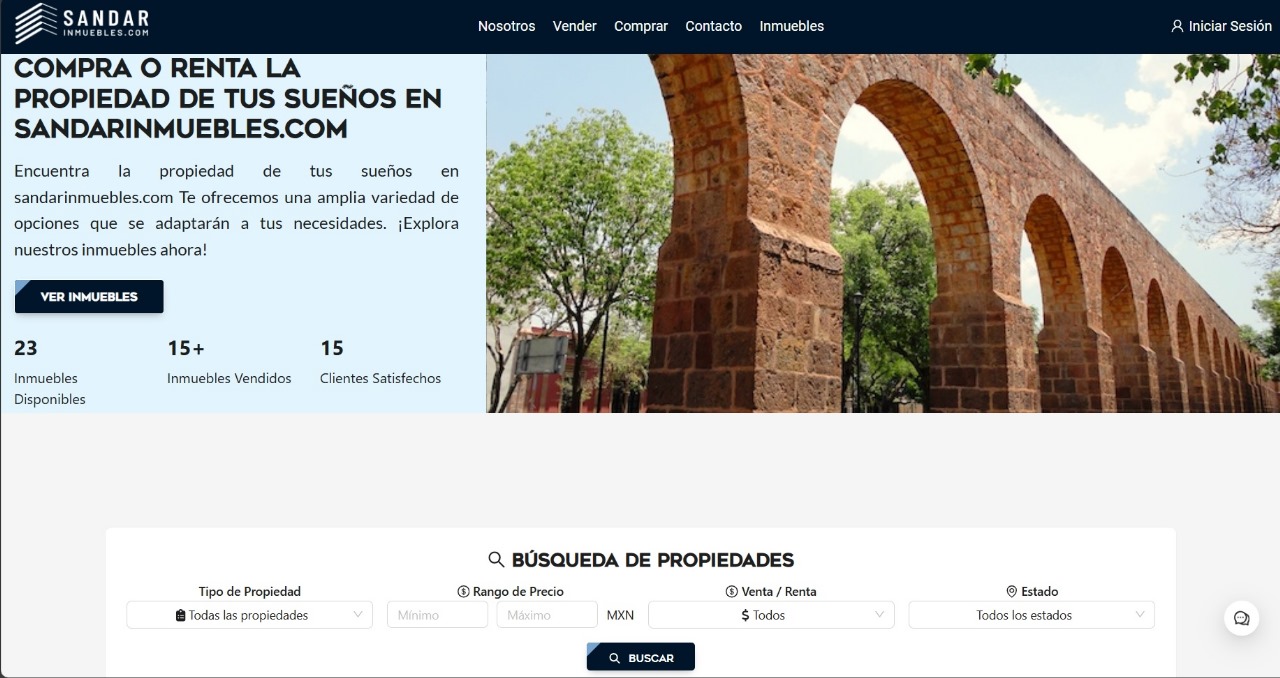 SANDAR
INMUEBLES.COM
Nosotros Vender Comprar Contacto Inmuebles
Iniciar Sesión
COMPRA O RENTA LA
PROPIEDAD DE TUS SUEÑOS EN
SANDARINMUEBLES.COM
Encuentra la propiedad de tus sueños en
sandarinmuebles.com Te ofrecemos una amplia variedad de
opciones que se adaptarán a tus necesidades. ¡Explora
nuestros inmuebles ahora!
VER INMUEBLES
23
Inmuebles
Disponibles
15+
Inmuebles Vendidos
15
Clientes Satisfechos
BÚSQUEDA DE PROPIEDADES
Tipo de Propiedad
Todas las propiedades
Rango de Precio
Mínimo Máximo MXN
Venta / Renta
$ Todos
Estado
Todos los estados
BUSCAR